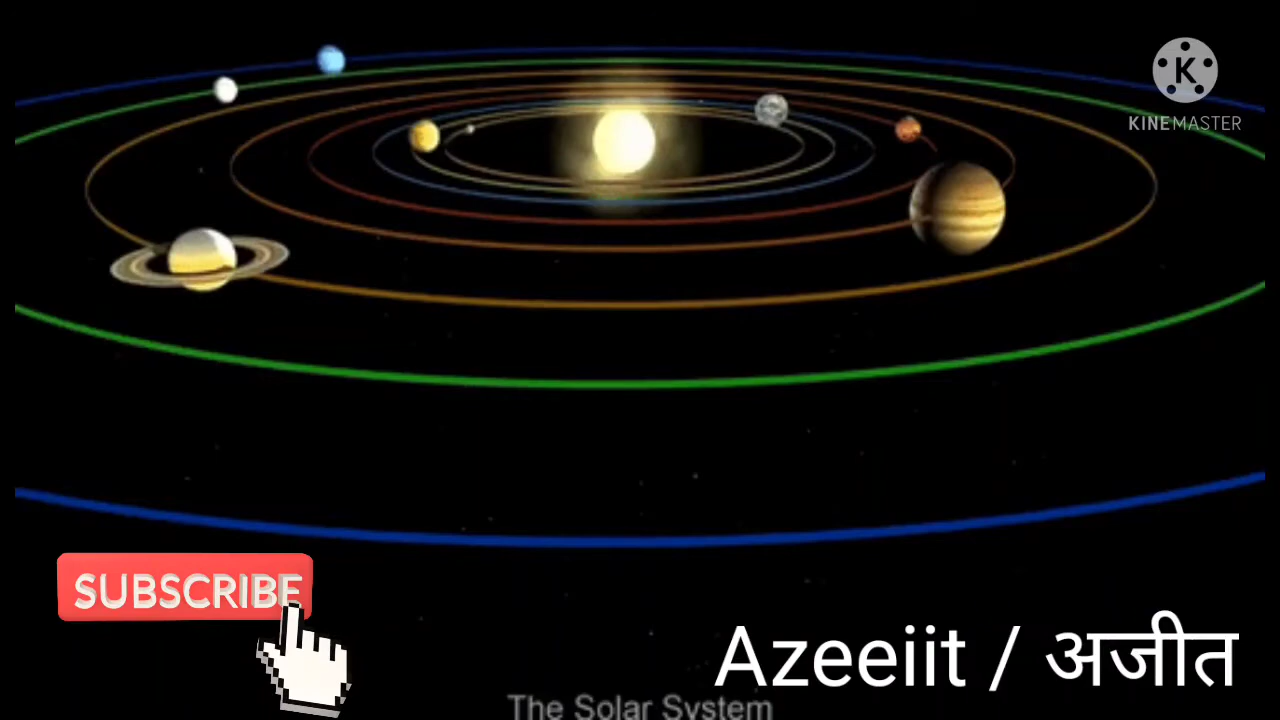 K
KINEMASTER
SUBSCRIBE
Azeeiit / अजीत
The Solar System